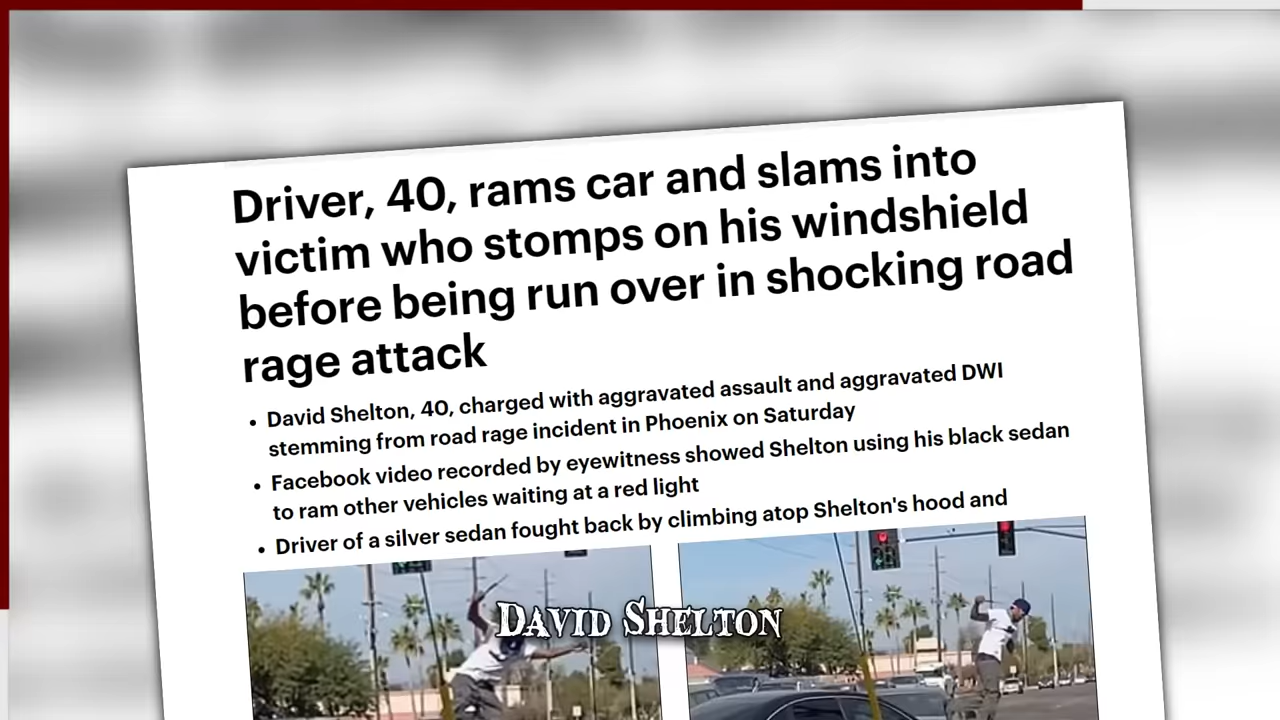 Driver, 40, rams car and slams into
victim who stomps on his windshield
before being run over in shocking road
rage attack
• David Shelton, 40, charged with aggravated assault and aggravated DWI
stemming from road rage incident in Phoenix on Saturday
• Facebook video recorded by eyewitness showed Shelton using his black sedan
to ram other vehicles waiting at a red light
• Driver of a silver sedan fought back by climbing atop Shelton's hood and
David Shelton